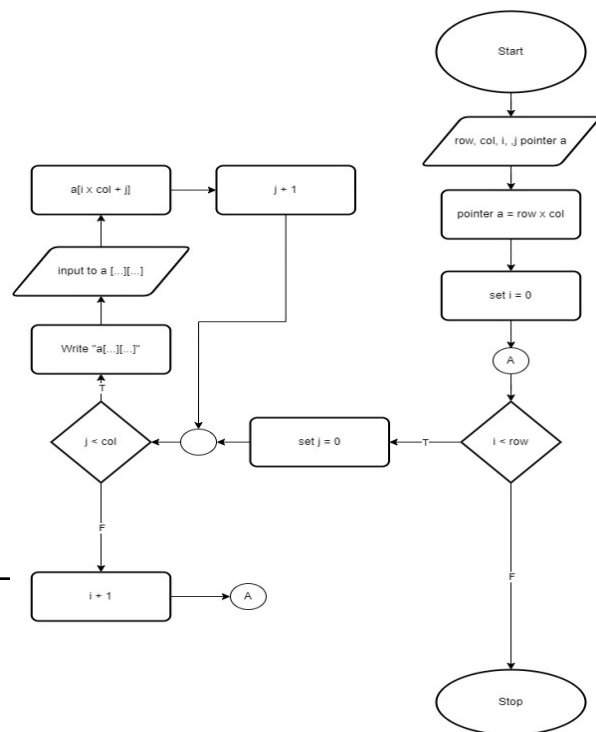 Start
row, col, i, ,j pointer a
pointer a = row x col
set i = 0
A
i < row
T
set j = 0
j < col
T
Write "a[...][...]"
input to a [...][...]
a[i x col + j]
j + 1
F
i + 1
A
F
Stop